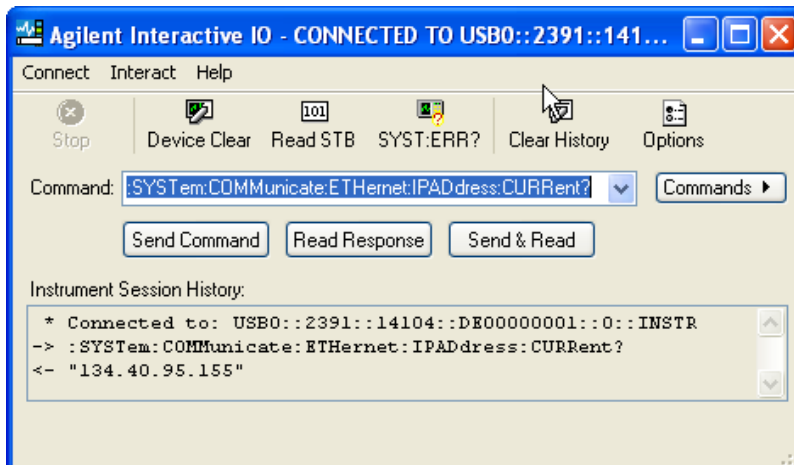 Agilent Interactive IO - CONNECTED TO USB0::2391::141...
Connect Interact Help
101
Stop Device Clear Read STB SYST:ERR? Clear History Options
Command: :SYSTem:COMMunicate:ETHernet:IPADdress:CURRent? Commands
Send Command Read Response Send & Read
Instrument Session History:
* Connected to: USB0::2391::14104::DE00000001::0::INSTR
-> :SYSTem:COMMunicate:ETHernet:IPADdress:CURRent?
<- "134.40.95.155"